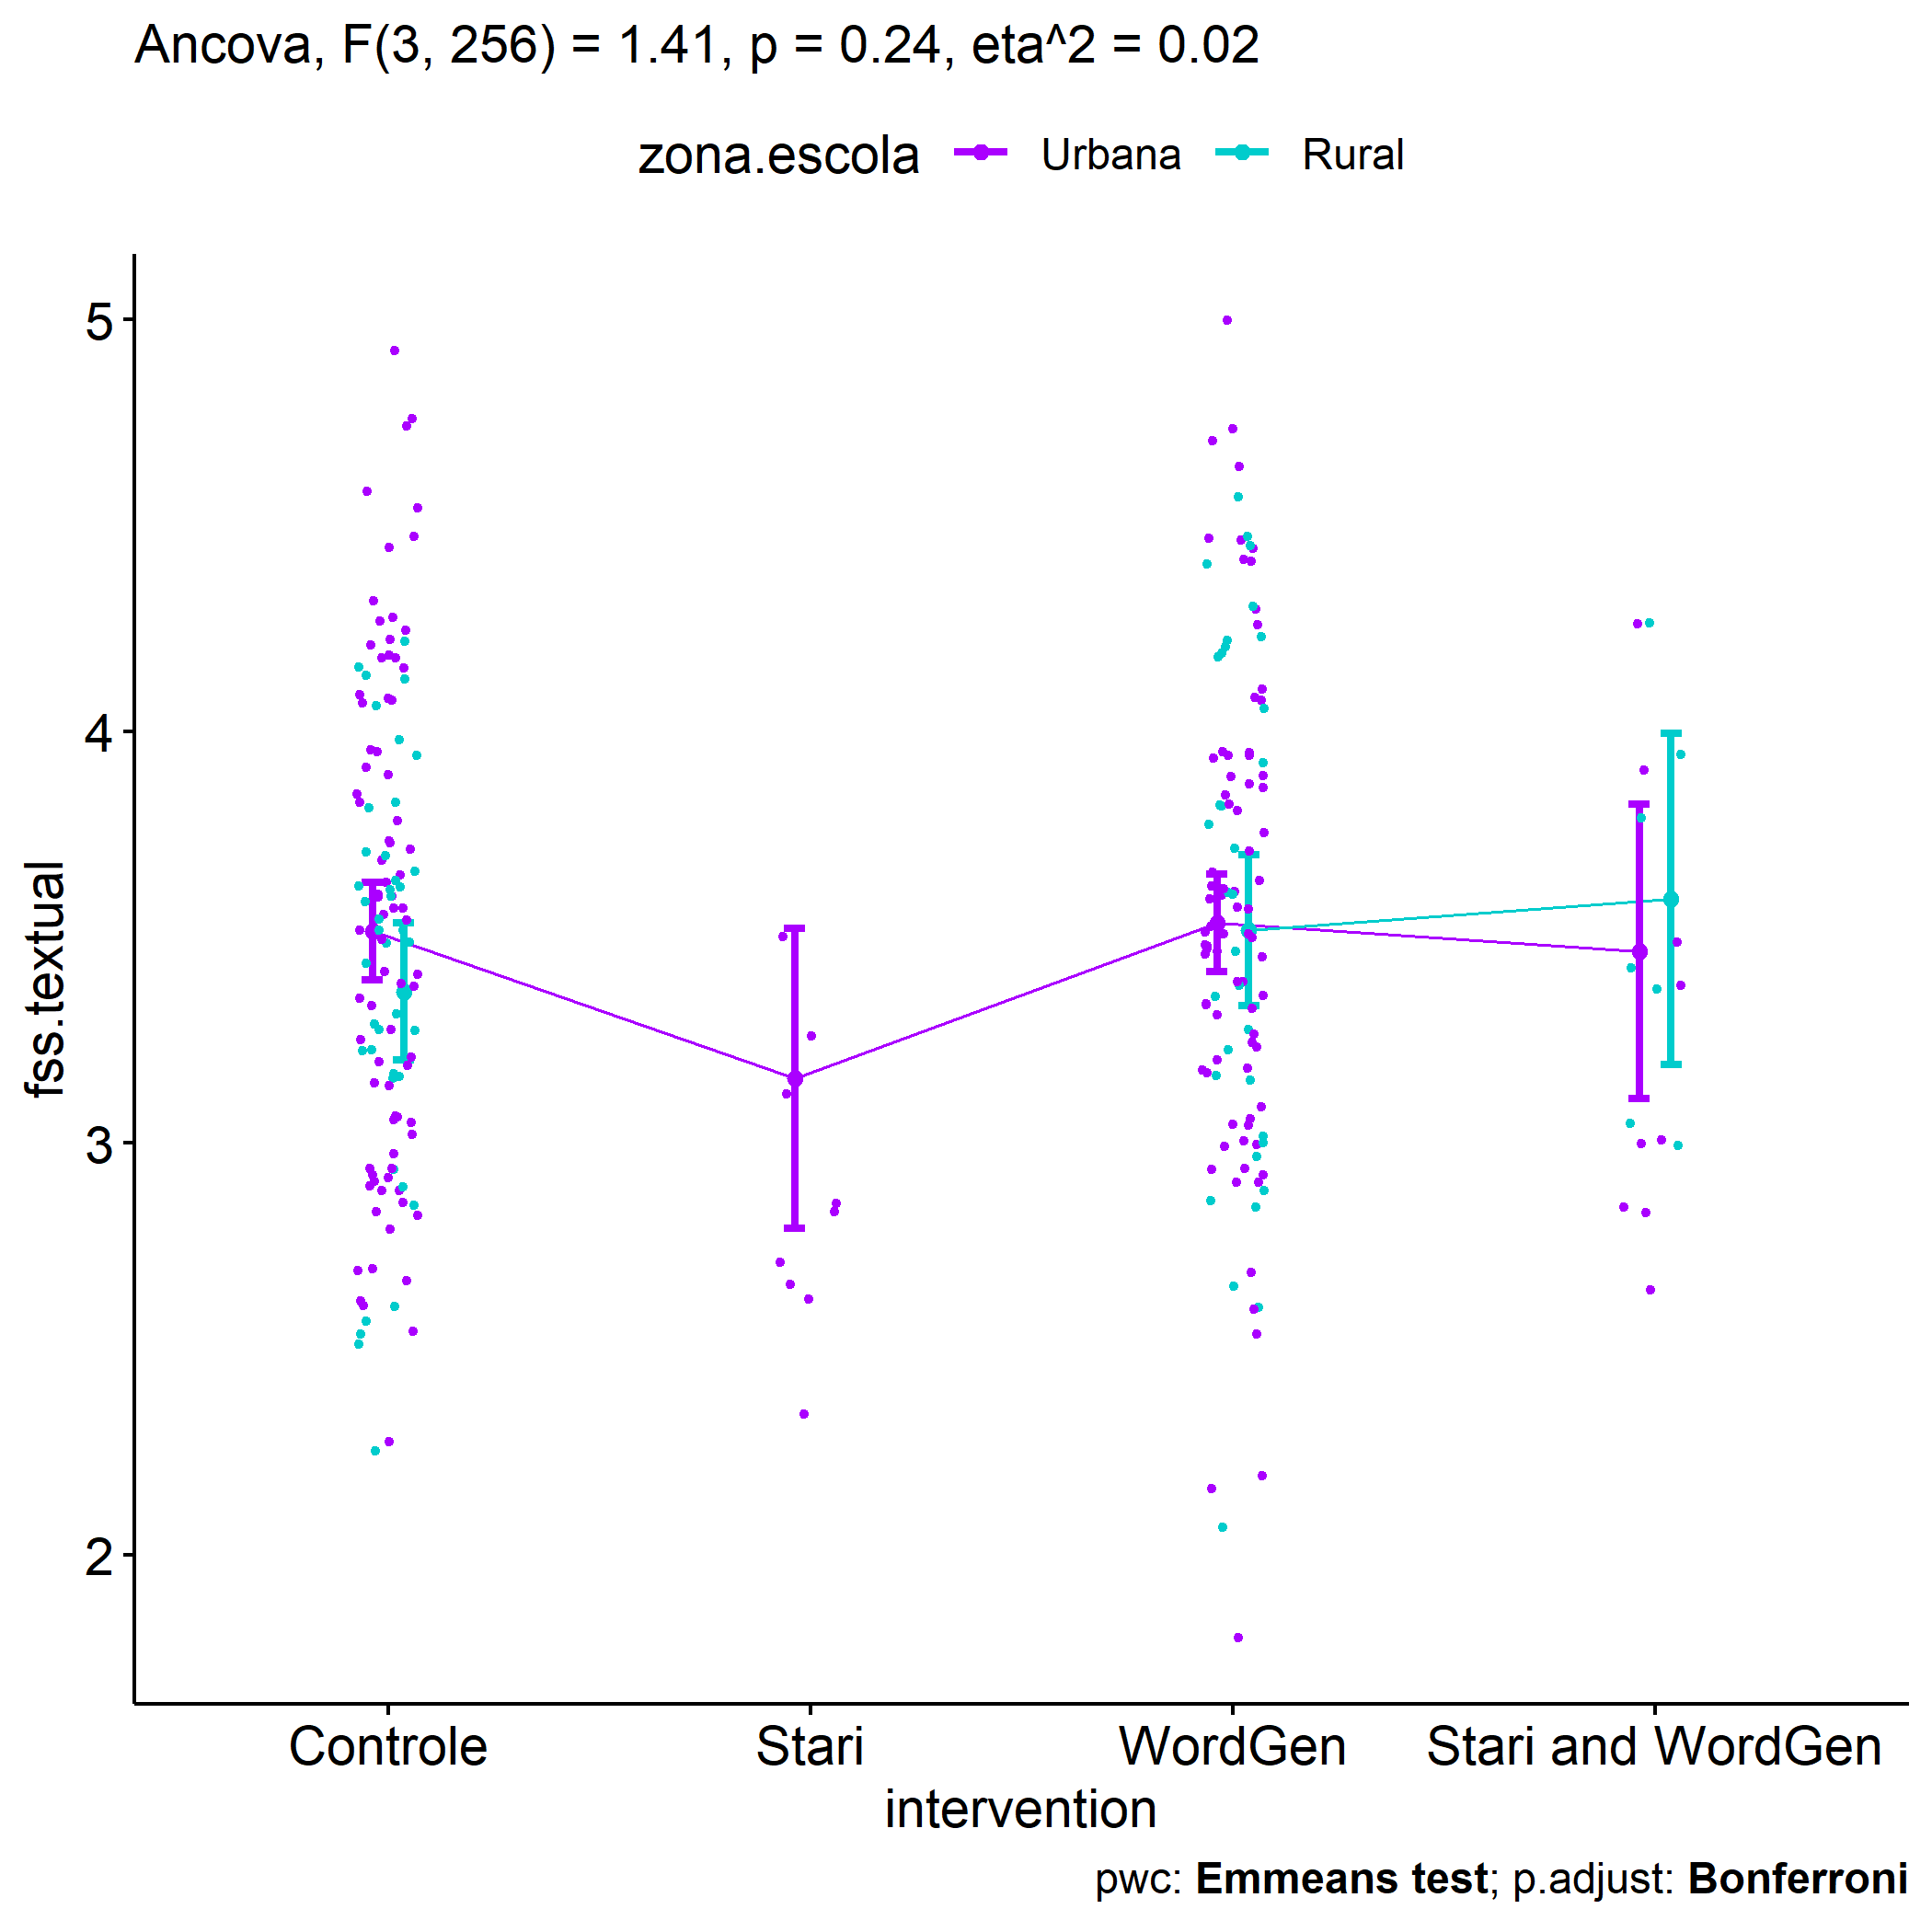 Ancova, F(3, 256) = 1.41, p = 0.24, eta^2 = 0.02
zona.escola Urbana Rural
fss.textual
5
4
3
2
Controle Stari WordGen Stari and WordGen
intervention
pwc: Emmeans test; p.adjust: Bonferroni